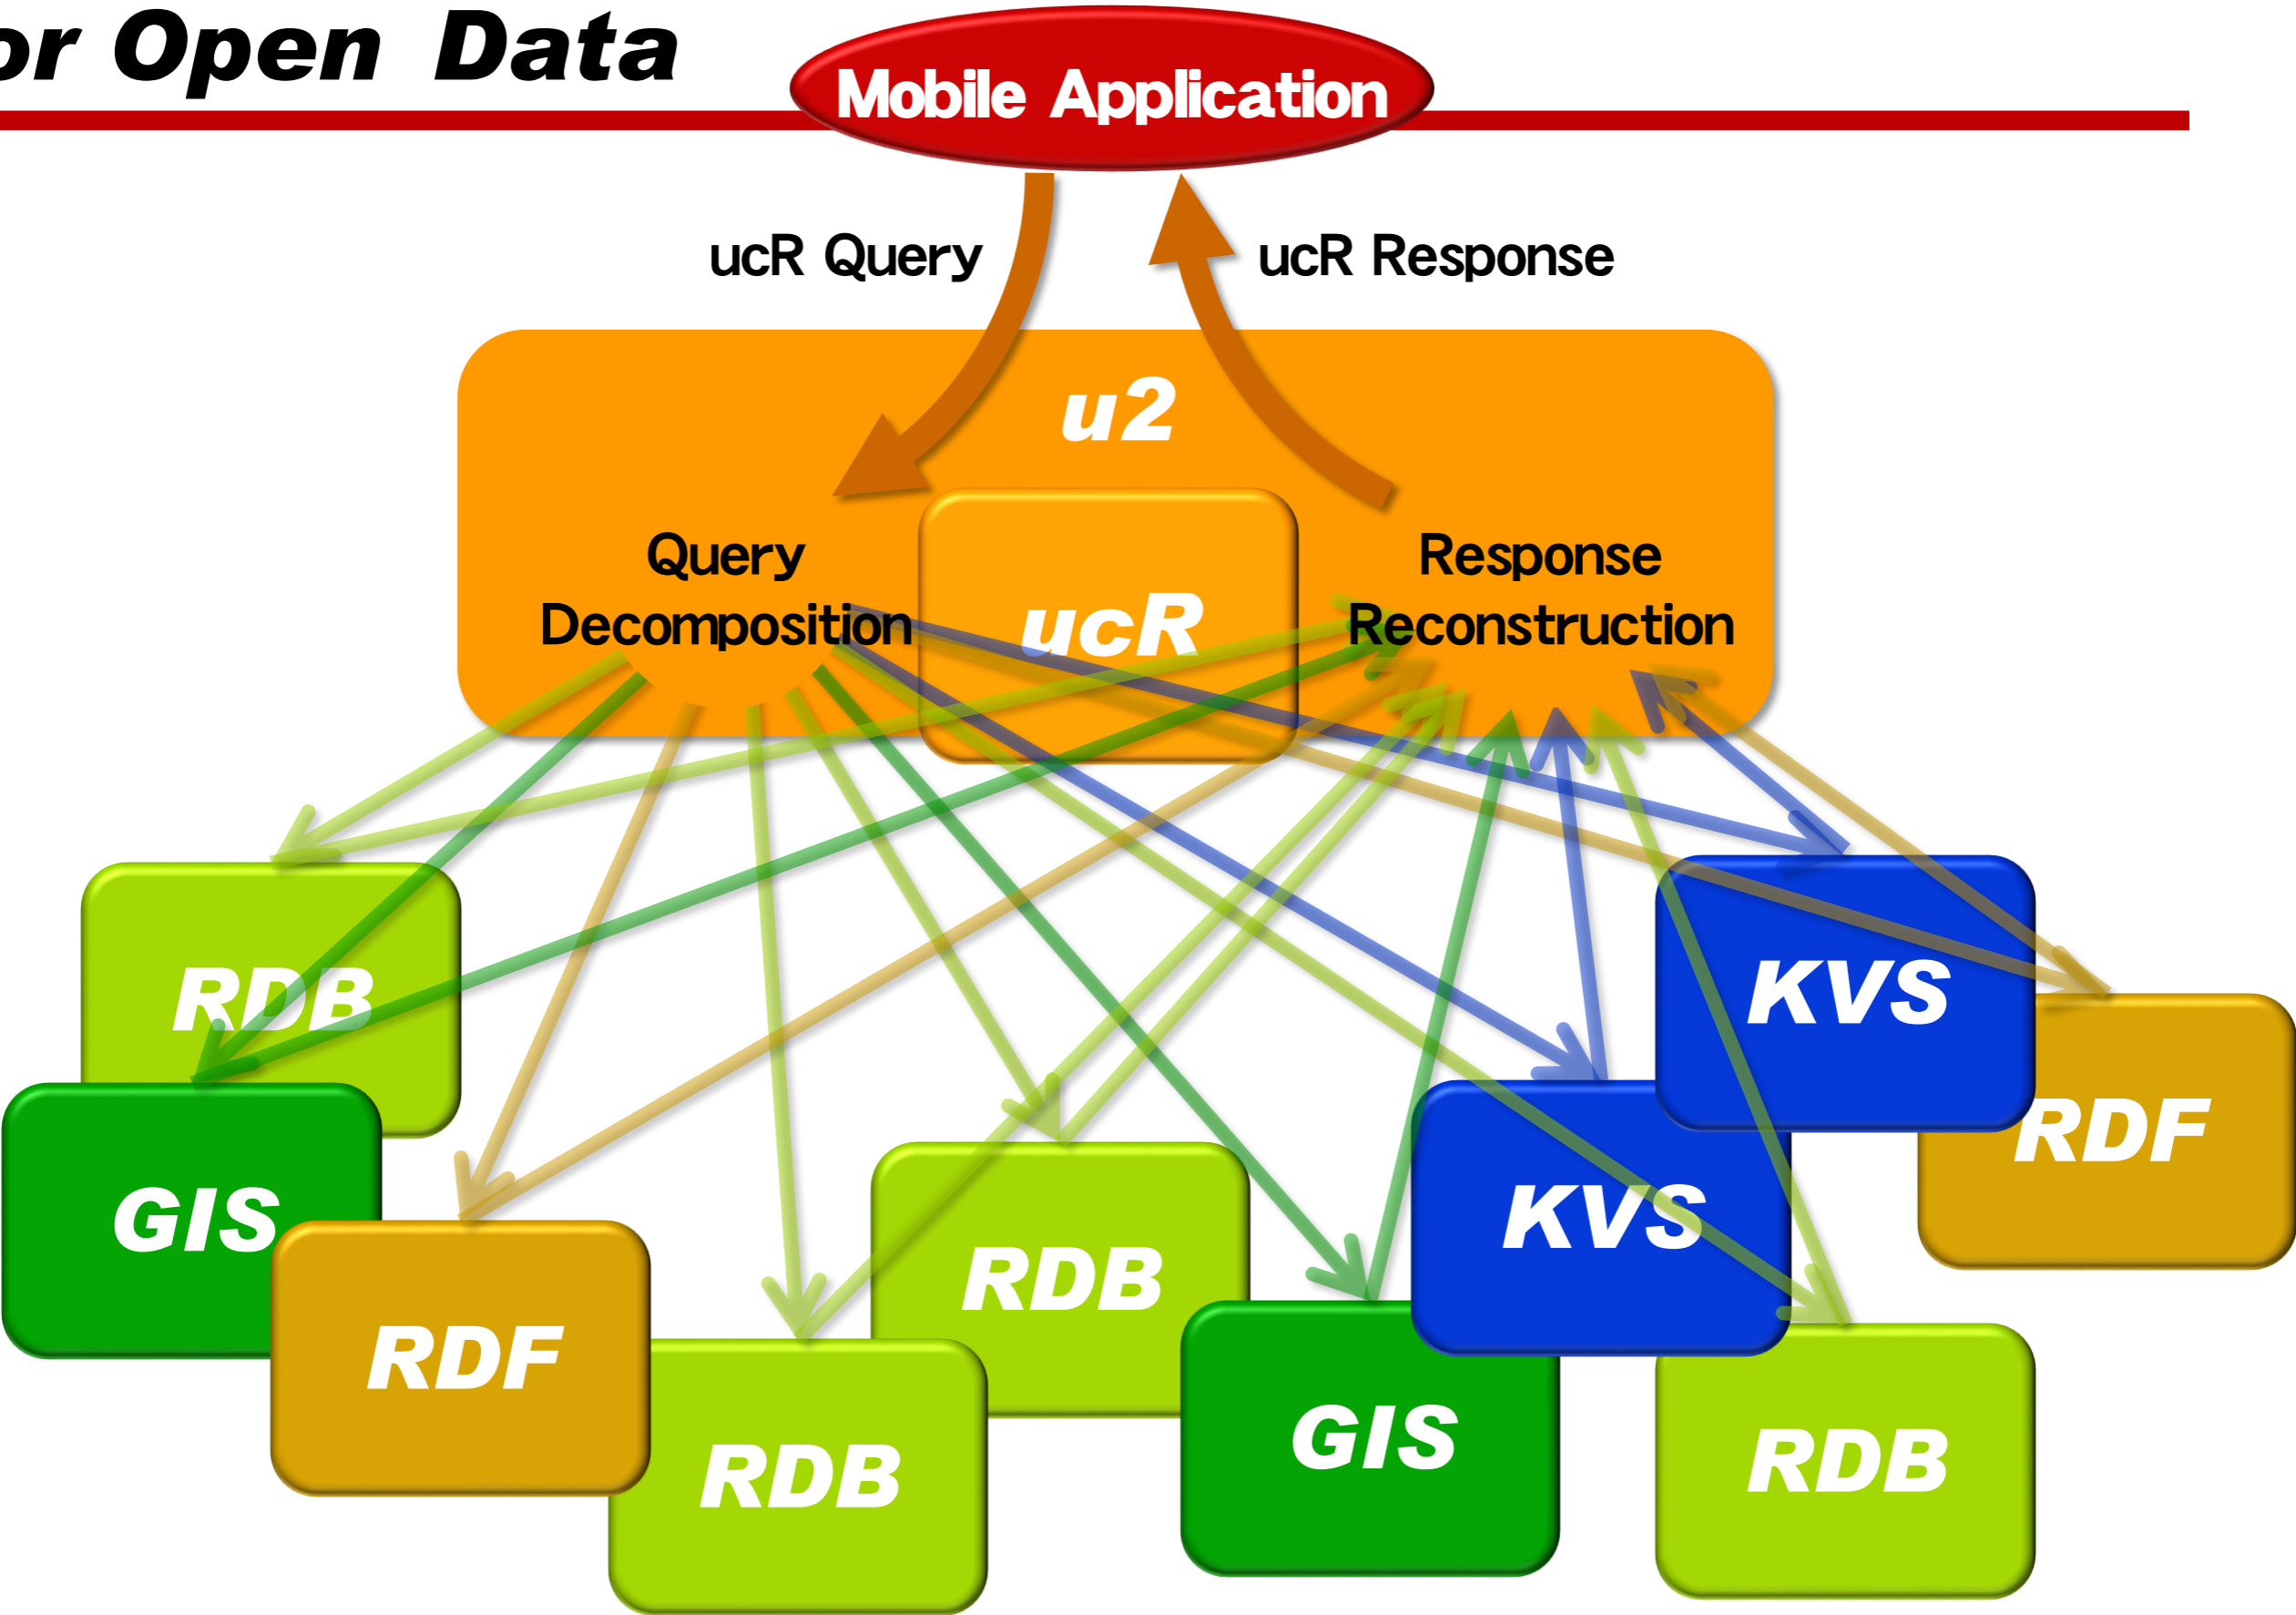 or Open Data
Mobile Application
ucR Query
ucR Response
u2
Query
Decomposition
ucR
Response
Reconstruction
RDB
KVS
RDF
GIS
KVS
RDF
RDB
GIS
RDB
RDB